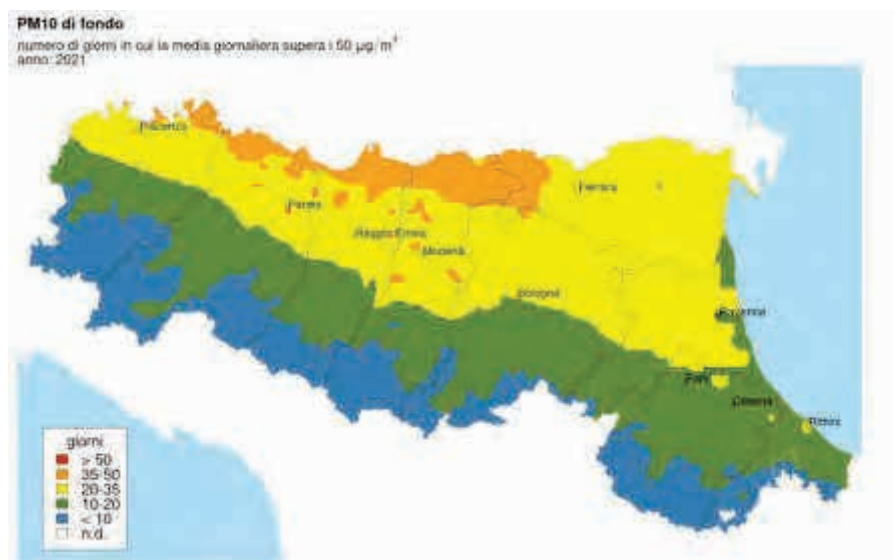 PM10 di fondo
numero di giorni in cui la media giornaliera supera i 50 µg/m³
anno: 2021
Piacenza
Ferrara
Parma
Reggio Emilia
Modena
Bologna
Ravenna
Forlì
Cesena
Rimini
giorni
> 50
35-50
20-35
10-20
< 10
n.d.